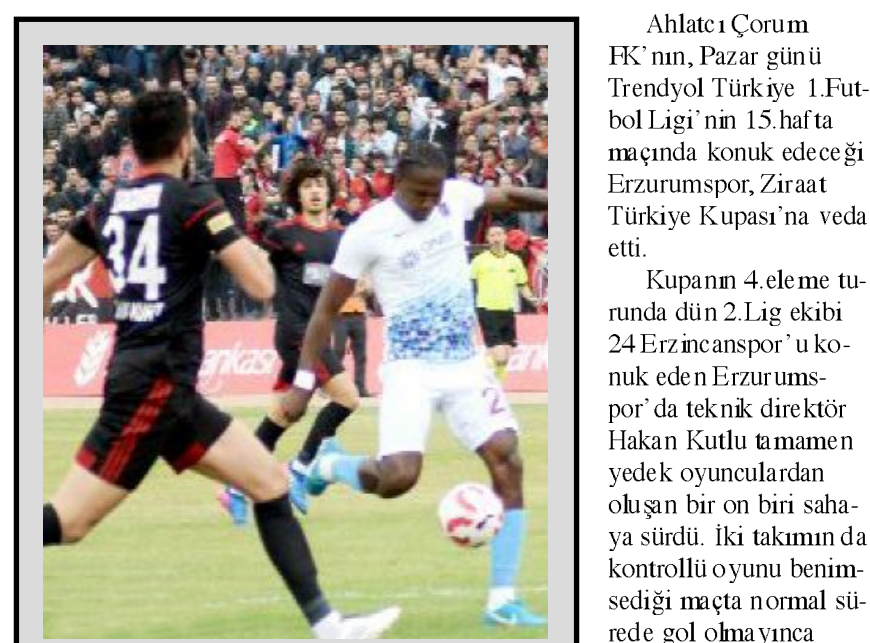 Ahlatcı Çorum
FK'nın, Pazar günü
Trendyol Türkiye 1.Fut-
bol Ligi'nin 15.hafta
maçında konuk edeceği
Erzurumspor, Ziraat
Türkiye Kupası'na veda
etti.
Kupanın 4.eleme tu-
runda dün 2.Lig ekibi
24 Erzincanspor'u ko-
nuk eden Erzurums-
por'da teknik direktör
Hakan Kutlu tamamen
yedek oyunculardan
oluşan bir on biri saha-
ya sürdü. İki takımın da
kontrollü oyunu benim-
sediği maçta normal sü-
rede gol olmayınca
34
ankası
2